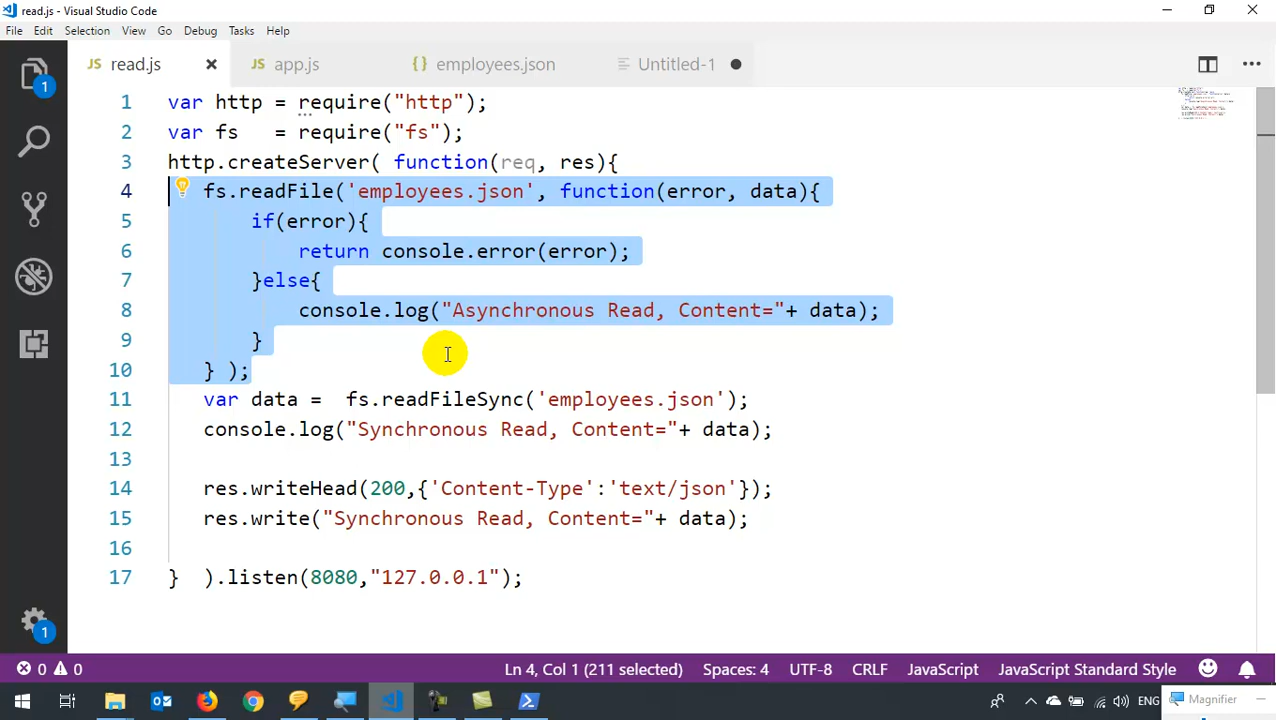 read.js - Visual Studio Code
File Edit Selection View Go Debug Tasks Help
JS read.js JS app.js {} employees.json Untitled-1
1 var http = require("http");
2 var fs   = require("fs");
3 http.createServer( function(req, res){
4    fs.readFile('employees.json', function(error, data){
5        if(error){
6            return console.error(error);
7        }else{
8            console.log("Asynchronous Read, Content="+ data);
9        }
10    } );
11    var data =  fs.readFileSync('employees.json');
12    console.log("Synchronous Read, Content="+ data);
13
14    res.writeHead(200,{'Content-Type':'text/json'});
15    res.write("Synchronous Read, Content="+ data);
16
17 }  ).listen(8080,"127.0.0.1");
1
1
0 0 Ln 4, Col 1 (211 selected) Spaces: 4 UTF-8 CRLF JavaScript JavaScript Standard Style
ENG Magnifier